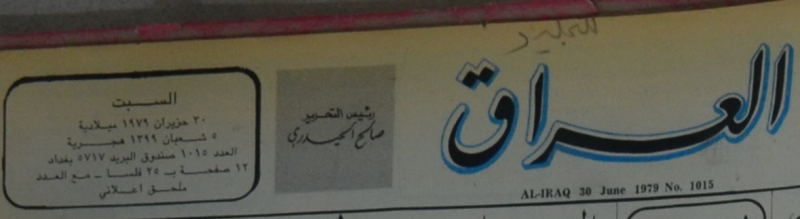 للتجليد
العراق
AL-IRAQ 30 June 1979 No. 1015
رئيس التحرير
صالح الحيدري
السبت
٣٠ حزيران ١٩٧٩ ميلادية
٥ شعبان ١٣٩٩ هجرية
العدد ١٠١٥ صندوق البريد ٥٧١٧ بغداد
١٢ صفحة بـ ٢٥ فلسا ـ مع العدد
ملحق اعلاني